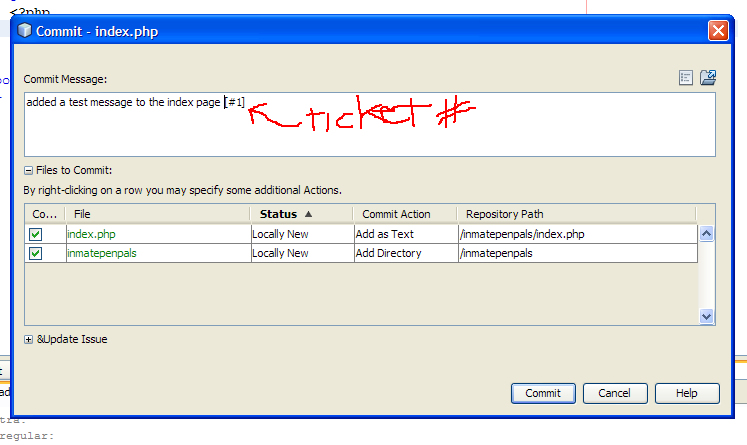 <?php
Commit - index.php
Commit Message:
added a test message to the index page [#1]
ticket #
Files to Commit:
By right-clicking on a row you may specify some additional Actions.
Co... File Status Commit Action Repository Path
index.php Locally New Add as Text /inmatepenpals/index.php
inmatepenpals Locally New Add Directory /inmatepenpals
&Update Issue
Commit Cancel Help
tra:
regular: